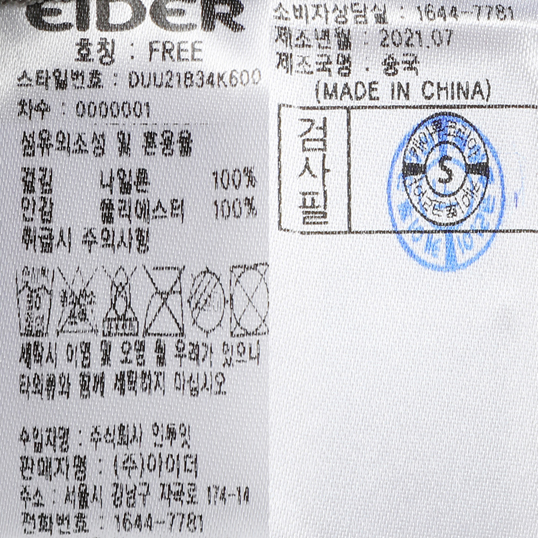 EIDER
호칭 : FREE
스타일번호 : DUU21B34K600
차수 : 0000001
섬유의조성 및 혼용율
겉감 나일론 100%
안감 폴리에스터 100%
취급시 주의사항
세탁시 이염 및 오염 될 우려가 있으니
타의류와 함께 세탁하지 마십시오
수입자명 : 주식회사 인투잇
판매자명 : (주)아이더
주소 : 서울시 강남구 자곡로 174-14
전화번호 : 1644-7781
소비자상담실 : 1644-7781
제조년월 : 2021.07
제조국명 : 중국
(MADE IN CHINA)
검사필
S